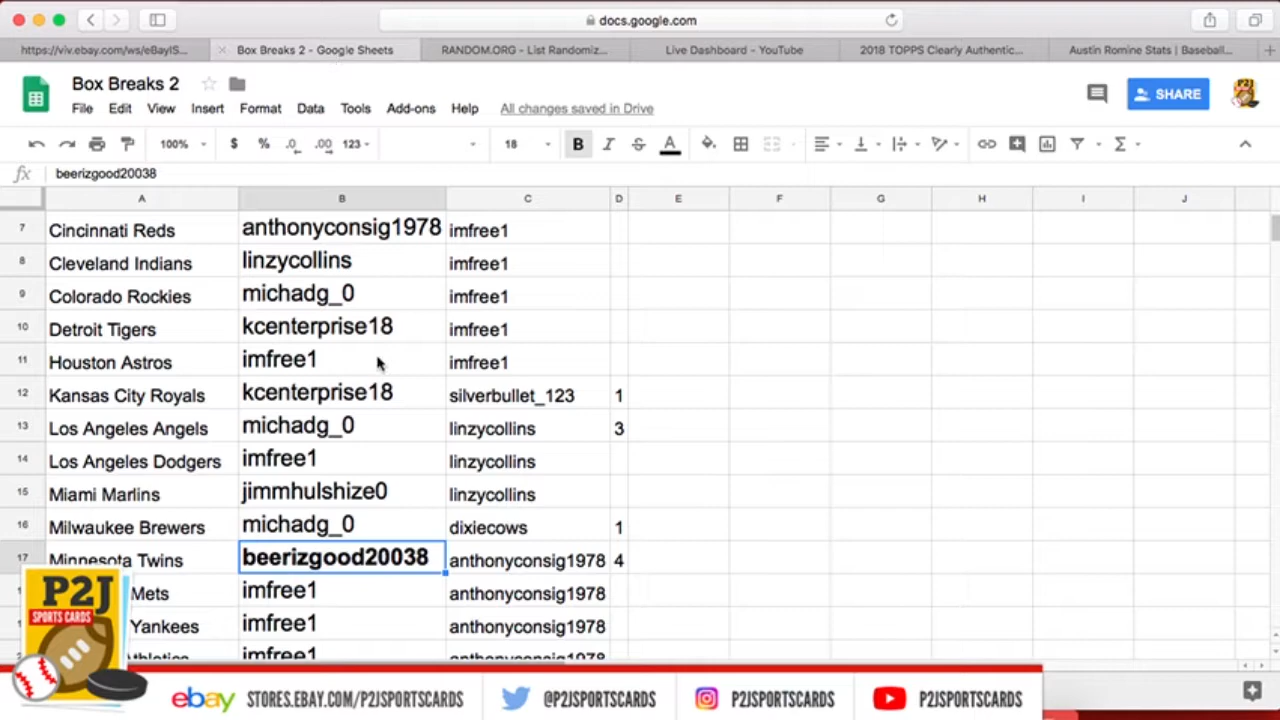 docs.google.com
https://viv.ebay.com/ws/eBayIS...
Box Breaks 2 - Google Sheets
RANDOM.ORG - List Randomiz...
Live Dashboard - YouTube
2018 TOPPS Clearly Authentic...
Austin Romine Stats | Baseball...
Box Breaks 2
File Edit View Insert Format Data Tools Add-ons Help All changes saved in Drive
SHARE
100% $ % .0 .00 123 18 B I S A
fx beerizgood20038
A B C D E F G H I J
7 Cincinnati Reds anthonyconsig1978 imfree1
8 Cleveland Indians linzycollins imfree1
9 Colorado Rockies michadg_0 imfree1
10 Detroit Tigers kcenterprise18 imfree1
11 Houston Astros imfree1 imfree1
12 Kansas City Royals kcenterprise18 silverbullet_123 1
13 Los Angeles Angels michadg_0 linzycollins 3
14 Los Angeles Dodgers imfree1 linzycollins
15 Miami Marlins jimmhulshize0 linzycollins
16 Milwaukee Brewers michadg_0 dixiecows 1
17 Minnesota Twins beerizgood20038 anthonyconsig1978 4
Mets imfree1 anthonyconsig1978
Yankees imfree1 anthonyconsig1978
imfree1 anthonyconsig1978
P2J
SPORTS CARDS
ebay STORES.EBAY.COM/P2JSPORTSCARDS
@P2JSPORTSCARDS
P2JSPORTSCARDS
P2JSPORTSCARDS